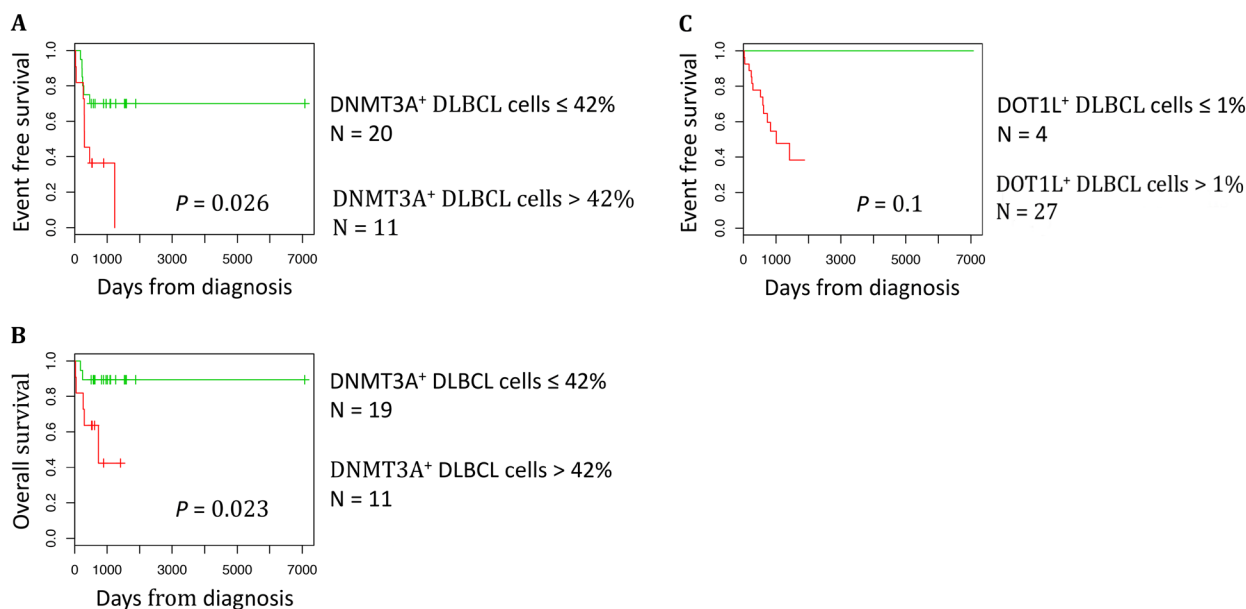 A
Event free survival
1.0
0.8
0.6
0.4
0.2
0.0
P = 0.026
0 1000 3000 5000 7000
Days from diagnosis
DNMT3A⁺ DLBCL cells ≤ 42%
N = 20
DNMT3A⁺ DLBCL cells > 42%
N = 11
B
Overall survival
1.0
0.8
0.6
0.4
0.2
0.0
P = 0.023
0 1000 3000 5000 7000
Days from diagnosis
DNMT3A⁺ DLBCL cells ≤ 42%
N = 19
DNMT3A⁺ DLBCL cells > 42%
N = 11
C
Event free survival
1.0
0.8
0.6
0.4
0.2
0.0
P = 0.1
0 1000 3000 5000 7000
Days from diagnosis
DOT1L⁺ DLBCL cells ≤ 1%
N = 4
DOT1L⁺ DLBCL cells > 1%
N = 27